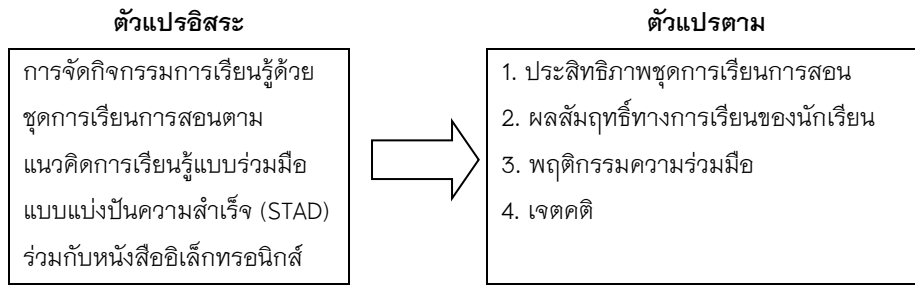 ตัวแปรอิสระ
การจัดกิจกรรมการเรียนรู้ด้วย
ชุดการเรียนการสอนตาม
แนวคิดการเรียนรู้แบบร่วมมือ
แบบแบ่งปันความสำเร็จ (STAD)
ร่วมกับหนังสืออิเล็กทรอนิกส์
ตัวแปรตาม
1. ประสิทธิภาพชุดการเรียนการสอน
2. ผลสัมฤทธิ์ทางการเรียนของนักเรียน
3. พฤติกรรมความร่วมมือ
4. เจตคติ